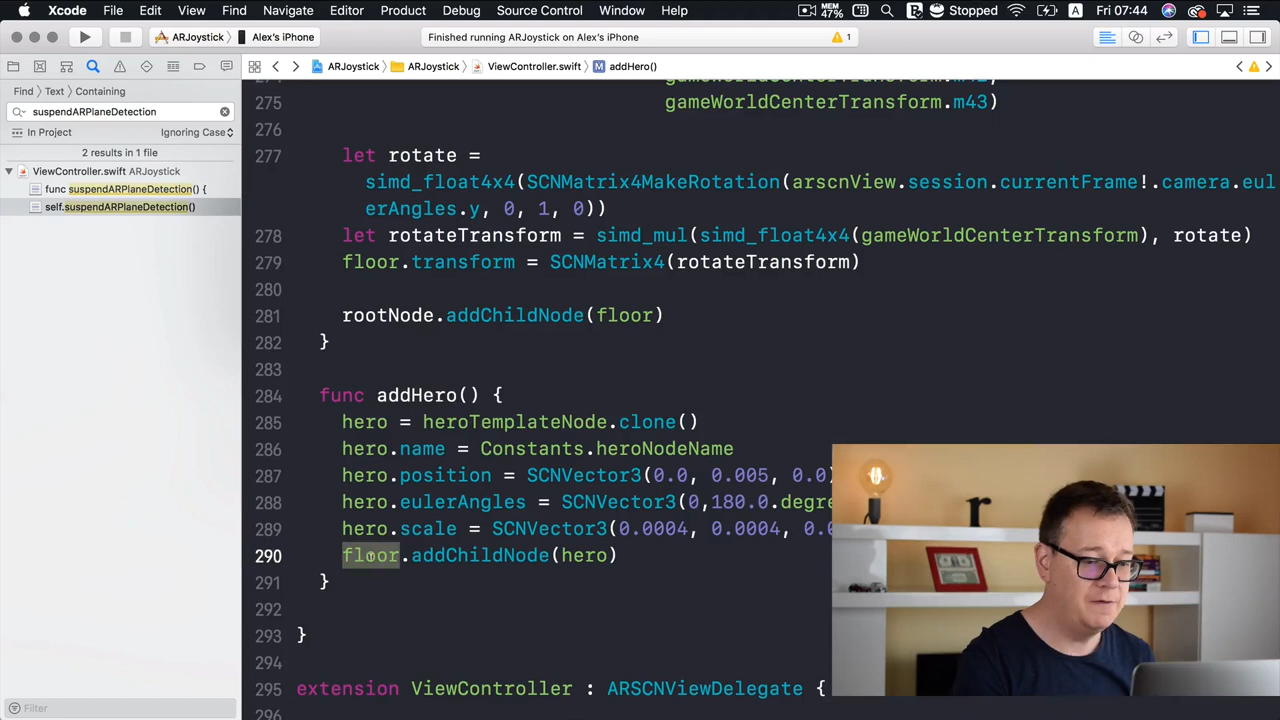 Xcode File Edit View Find Navigate Editor Product Debug Source Control Window Help MEM 47% Stopped A Fri 07:44
ARJoystick Alex's iPhone Finished running ARJoystick on Alex's iPhone 1
ARJoystick ARJoystick ViewController.swift M addHero()
Find Text Containing
suspendARPlaneDetection
In Project Ignoring Case
2 results in 1 file
ViewController.swift ARJoystick
func suspendARPlaneDetection() {
self.suspendARPlaneDetection()
Filter
275 gameWorldCenterTransform.m43)
276
277 let rotate =
simd_float4x4(SCNMatrix4MakeRotation(arscnView.session.currentFrame!.camera.eul
erAngles.y, 0, 1, 0))
278 let rotateTransform = simd_mul(simd_float4x4(gameWorldCenterTransform), rotate)
279 floor.transform = SCNMatrix4(rotateTransform)
280
281 rootNode.addChildNode(floor)
282 }
283
284 func addHero() {
285 hero = heroTemplateNode.clone()
286 hero.name = Constants.heroNodeName
287 hero.position = SCNVector3(0.0, 0.005, 0.0)
288 hero.eulerAngles = SCNVector3(0,180.0.degre
289 hero.scale = SCNVector3(0.0004, 0.0004, 0.0
290 floor.addChildNode(hero)
291 }
292
293 }
294
295 extension ViewController : ARSCNViewDelegate {
296